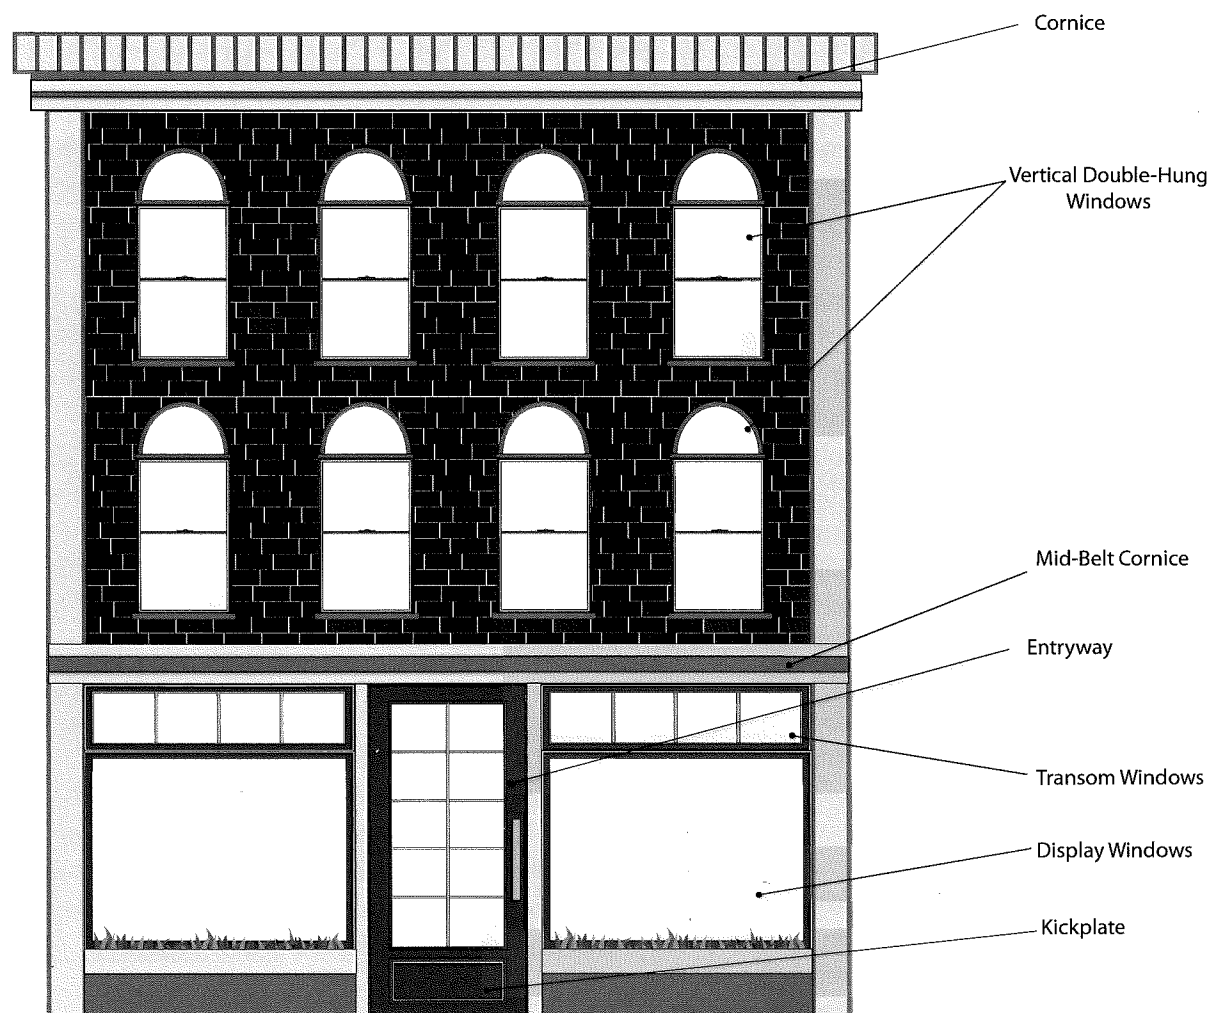 Cornice
Vertical Double-Hung
Windows
Mid-Belt Cornice
Entryway
Transom Windows
Display Windows
Kickplate